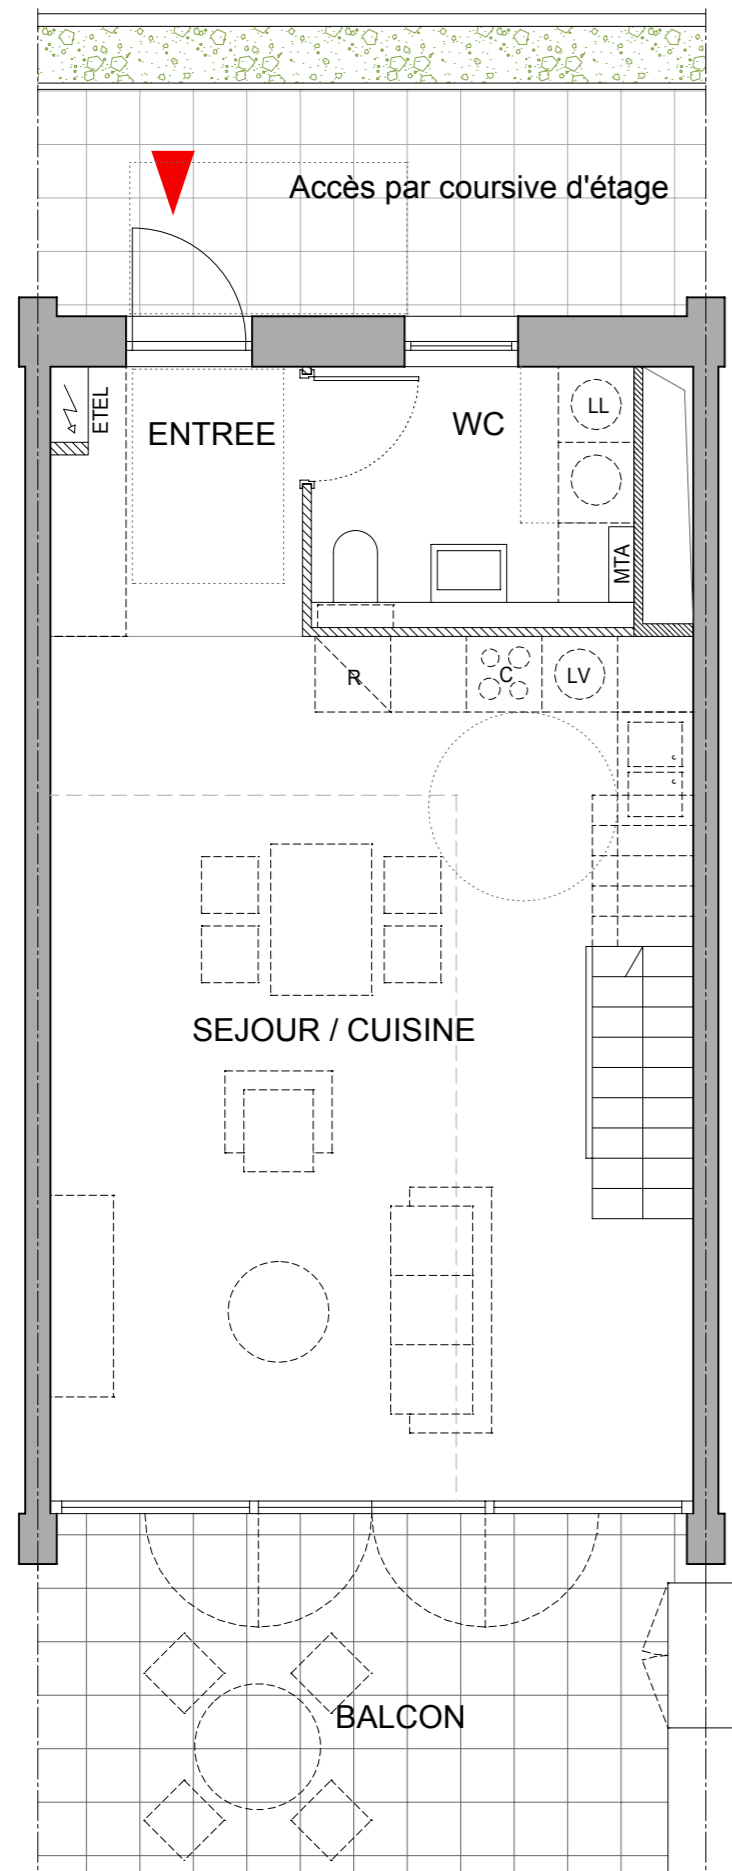 Accès par coursive d'étage
ETEL
ENTREE
WC
LL
MTA
R
C
LV
SEJOUR / CUISINE
BALCON